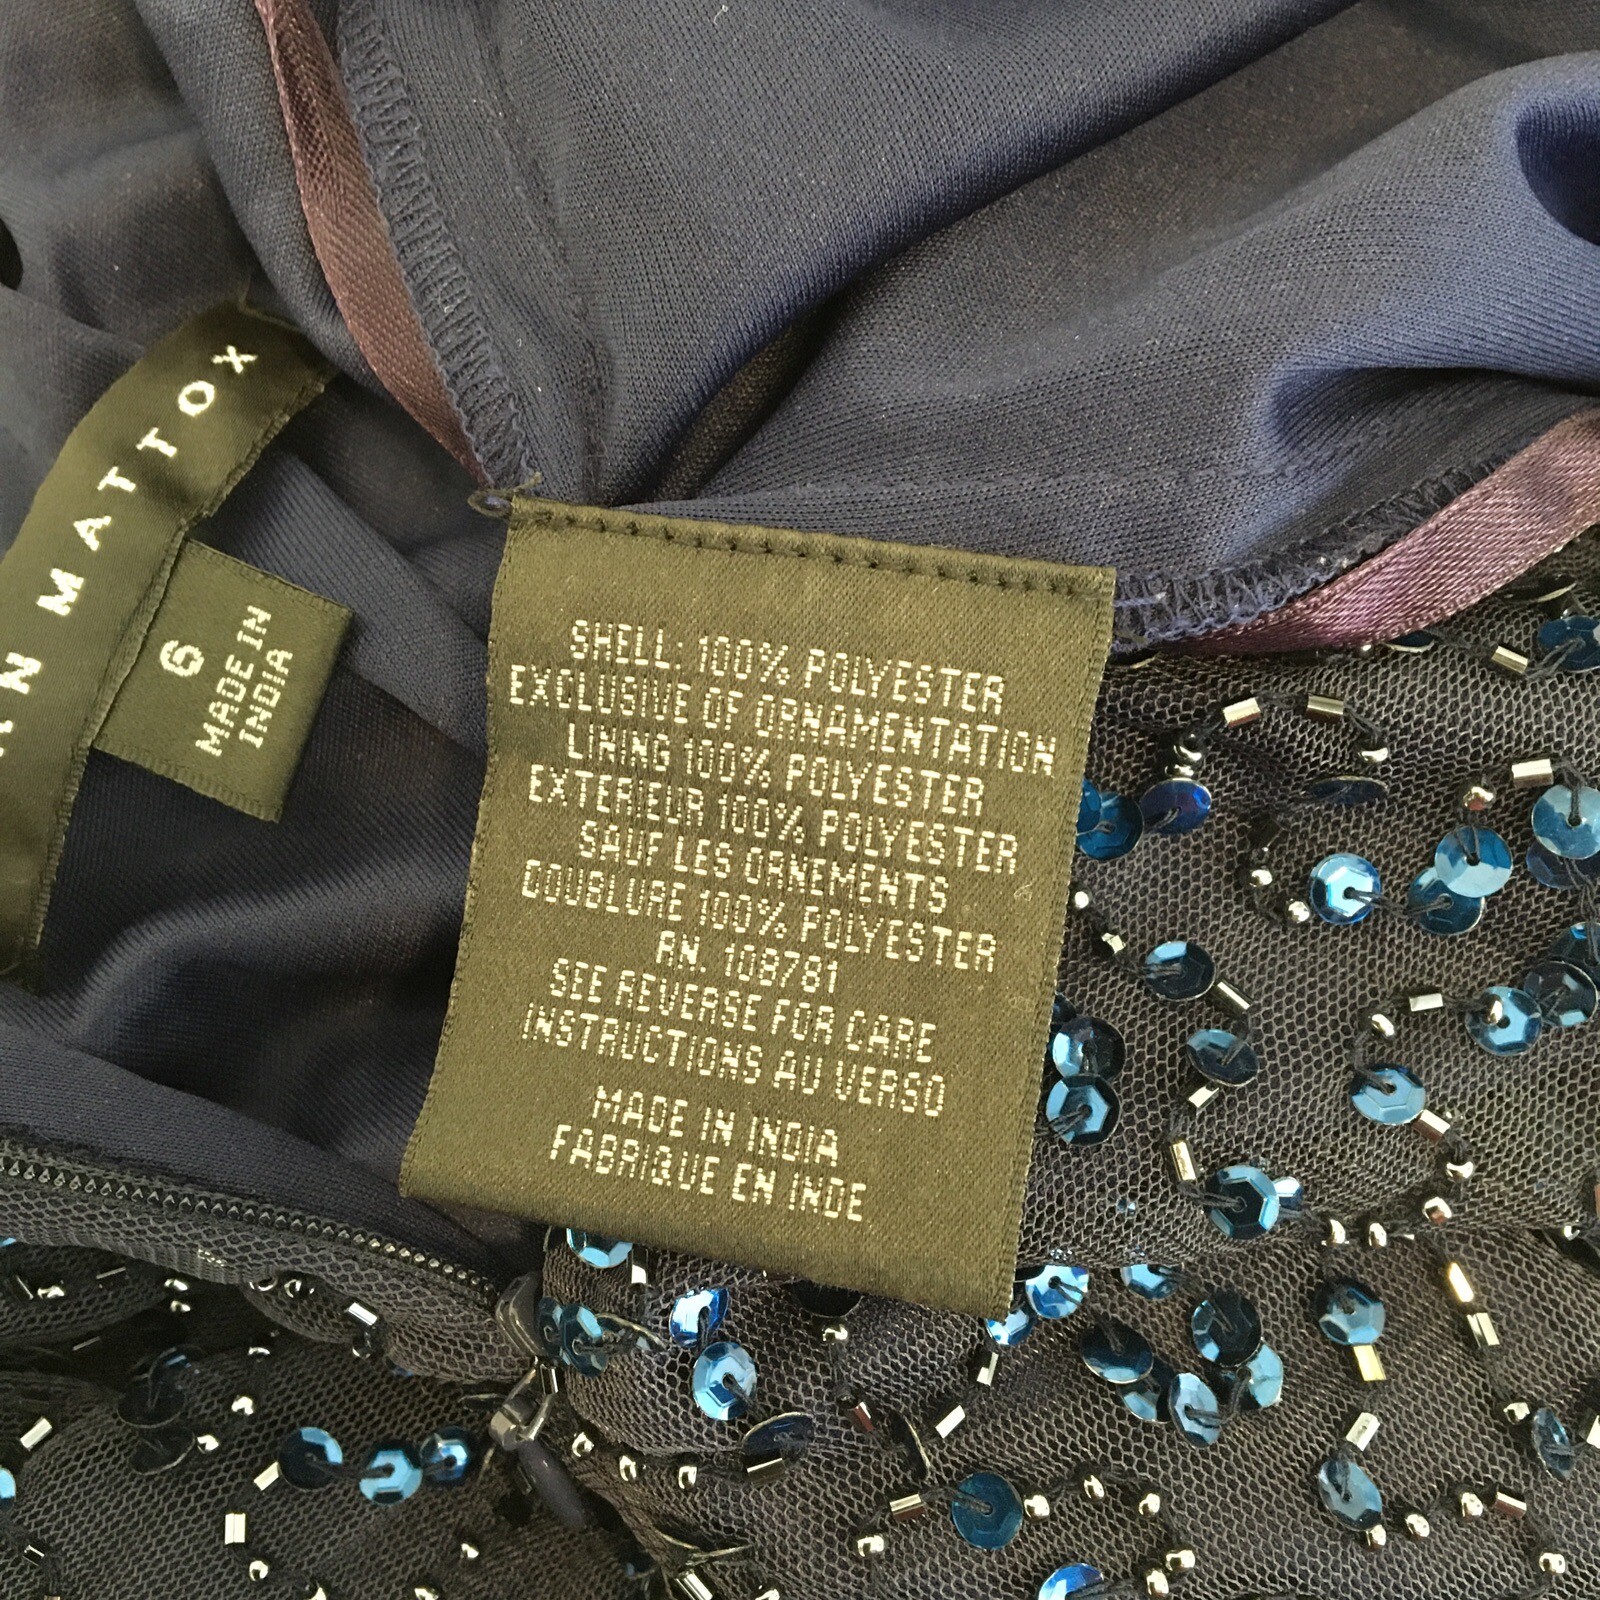 MATTOX
6
MADE IN
INDIA
SHELL: 100% POLYESTER
EXCLUSIVE OF ORNAMENTATION
LINING 100% POLYESTER
EXTERIEUR 100% POLYESTER
SAUF LES ORNEMENTS
DOUBLURE 100% POLYESTER
RN. 108781
SEE REVERSE FOR CARE
INSTRUCTIONS AU VERSO
MADE IN INDIA
FABRIQUE EN INDE